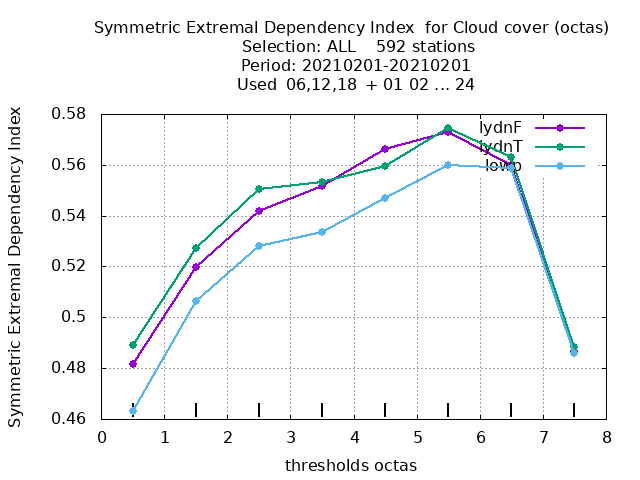 Symmetric Extremal Dependency Index  for Cloud cover (octas)
Selection: ALL    592 stations
Period: 20210201-20210201
Used  06,12,18  + 01 02 ... 24
Symmetric Extremal Dependency Index
0.58
0.56
0.54
0.52
0.5
0.48
0.46
lydnF
lydnT
lowp
0 1 2 3 4 5 6 7 8
thresholds octas